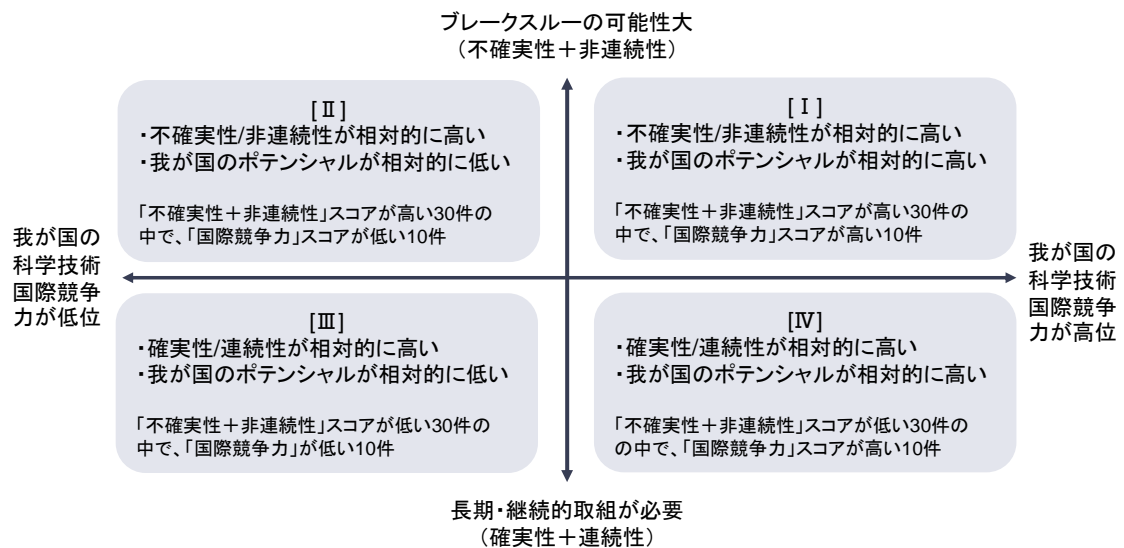 ブレークスルーの可能性大
（不確実性＋非連続性）
[Ⅱ]
・不確実性/非連続性が相対的に高い
・我が国のポテンシャルが相対的に低い
「不確実性＋非連続性」スコアが高い30件の
中で、「国際競争力」スコアが低い10件
[Ⅰ]
・不確実性/非連続性が相対的に高い
・我が国のポテンシャルが相対的に高い
「不確実性＋非連続性」スコアが高い30件の
中で、「国際競争力」スコアが高い10件
我が国の
科学技術
国際競争
力が低位
我が国の
科学技術
国際競争
力が高位
[Ⅲ]
・確実性/連続性が相対的に高い
・我が国のポテンシャルが相対的に低い
「不確実性＋非連続性」スコアが低い30件の
中で、「国際競争力」が低い10件
[Ⅳ]
・確実性/連続性が相対的に高い
・我が国のポテンシャルが相対的に高い
「不確実性＋非連続性」スコアが低い30件の
の中で、「国際競争力」スコアが高い10件
長期・継続的取組が必要
（確実性＋連続性）